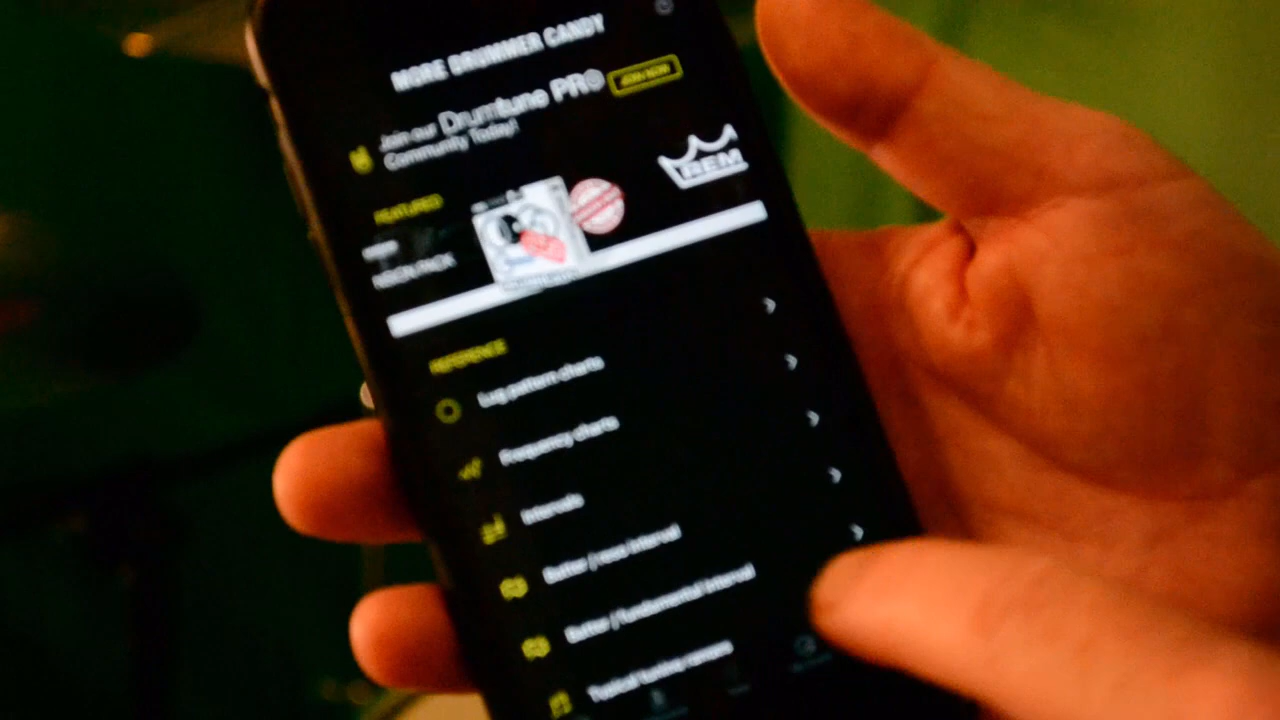 MORE DRUMMER CANDY
Join our Drumtune PRO
Community Today!
JOIN NOW
FEATURED
REMO
REFERENCE
Lug pattern charts
Frequency charts
Intervals
Batter / reso interval
Batter / fundamental interval
Typical tuning ranges